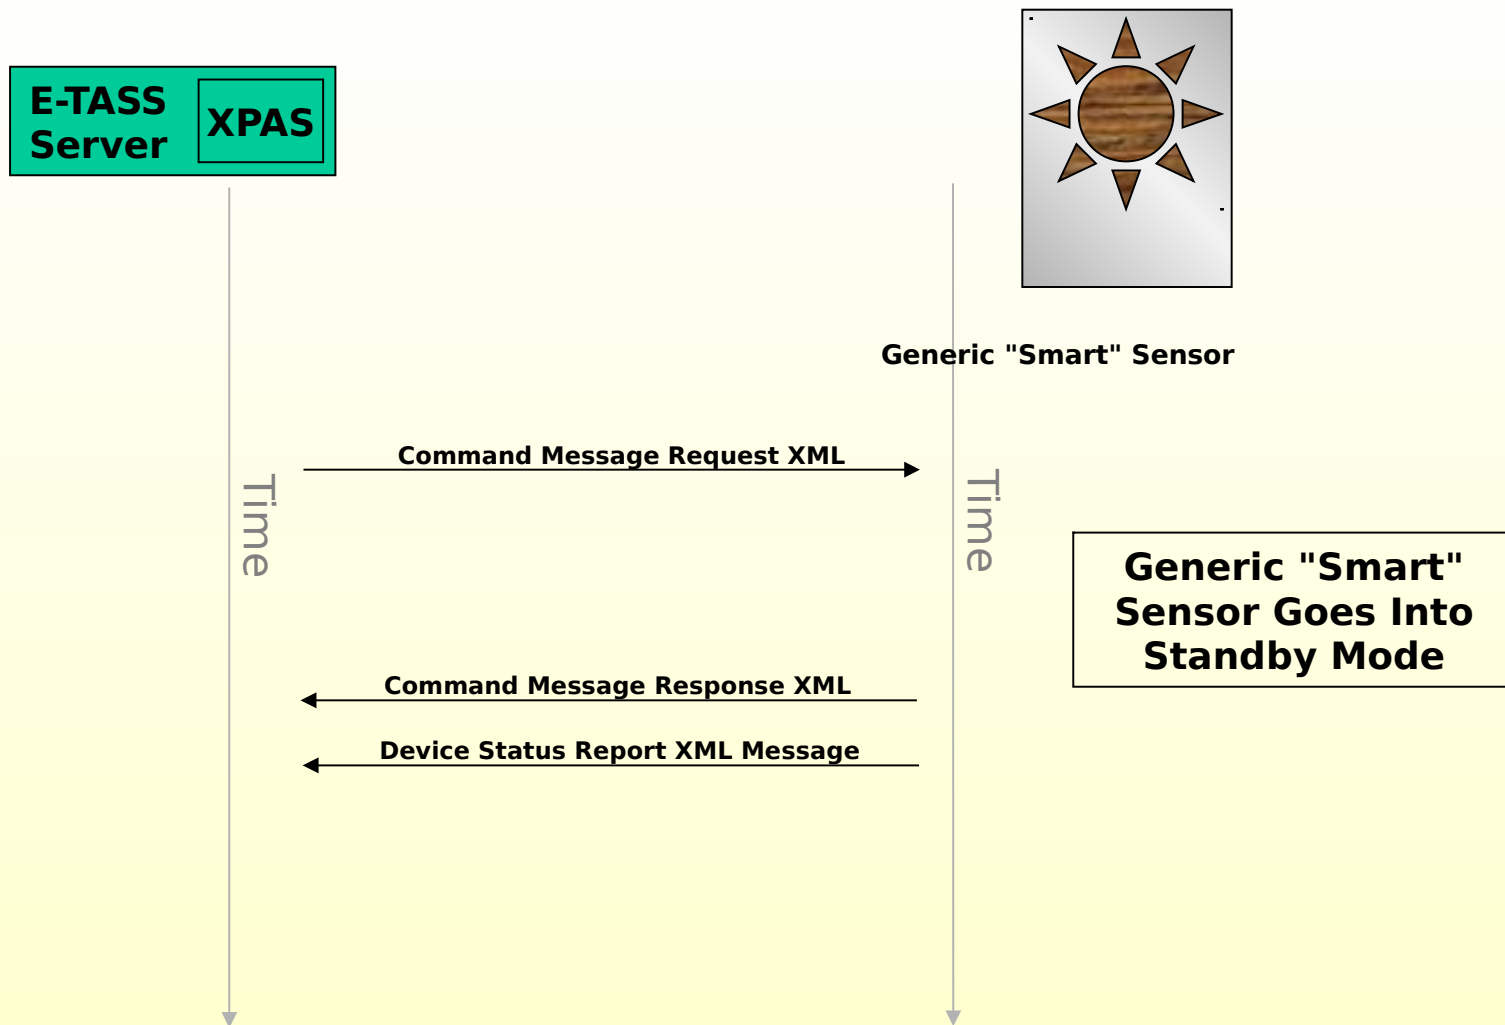 E-TASS
Server
XPAS
Generic "Smart" Sensor
Command Message Request XML
Time
Time
Generic "Smart"
Sensor Goes Into
Standby Mode
Command Message Response XML
Device Status Report XML Message